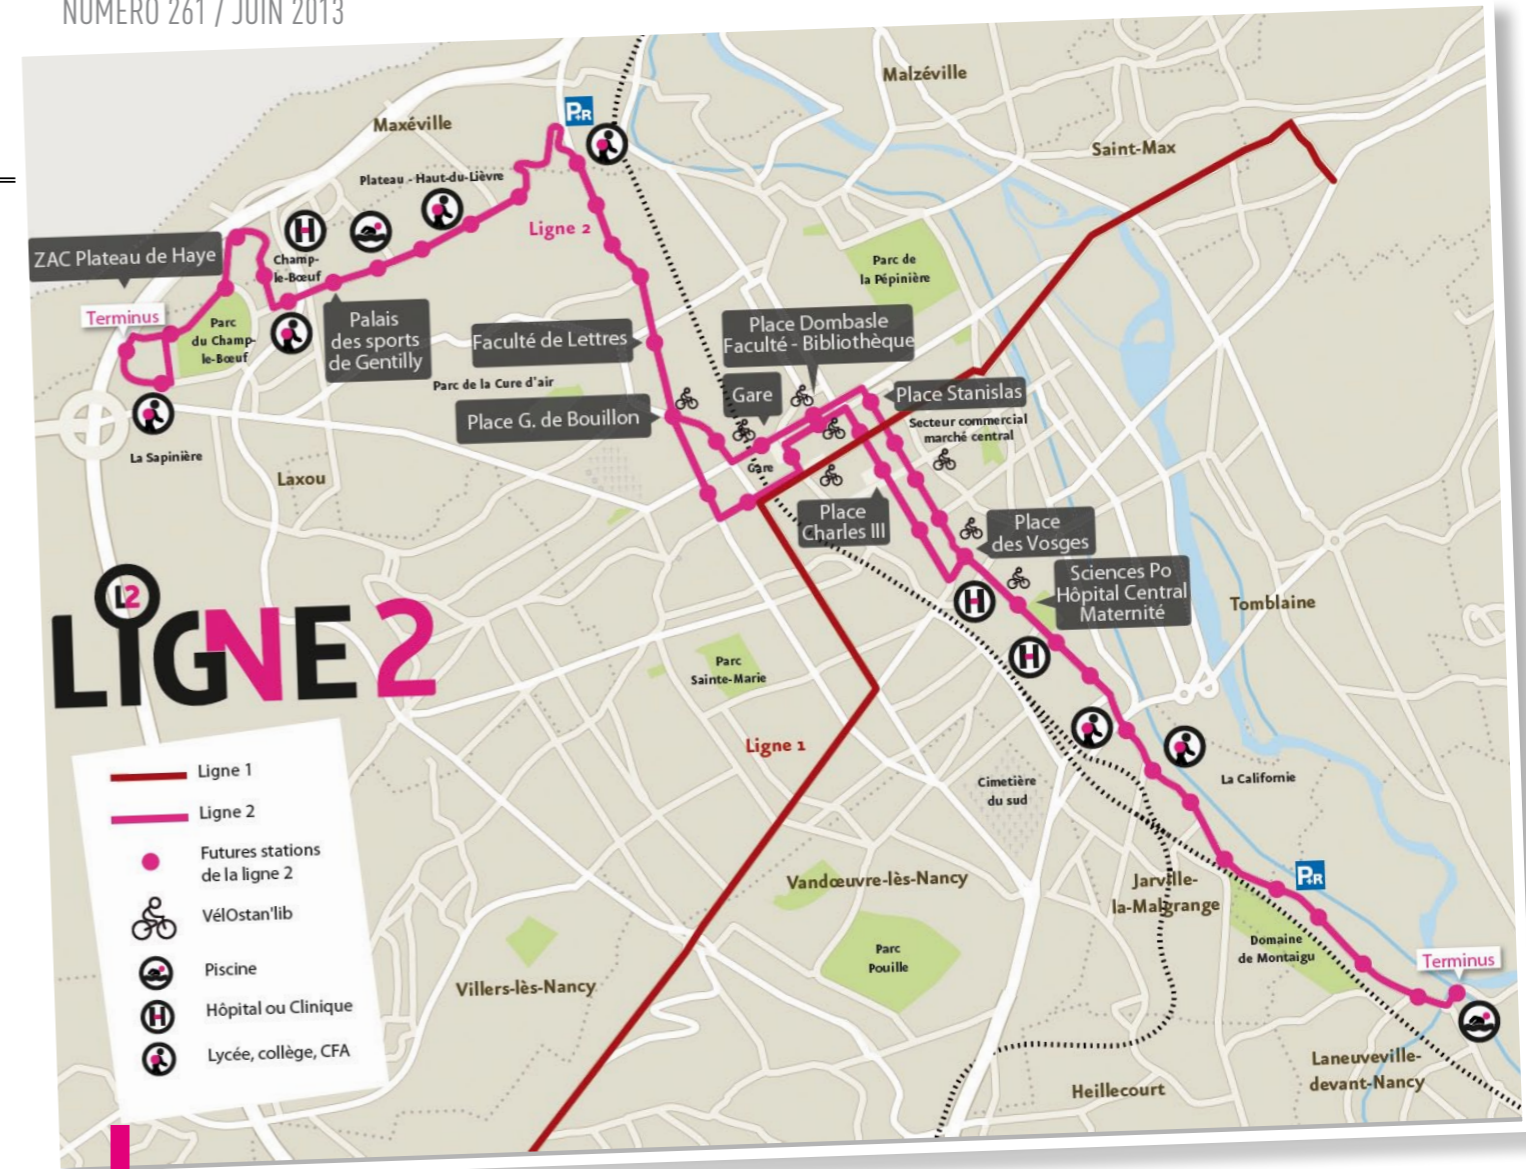 NUMÉRO 261 / JUIN 2013
Malzéville
P+R
Maxéville
Saint-Max
Plateau - Haut-du-Lièvre
Ligne 2
H
ZAC Plateau de Haye
Champ-
le-Bœuf
Parc de
la Pépinière
Terminus
Parc
du Champ-
le-Bœuf
Palais
des sports
de Gentilly
Faculté de Lettres
Place Dombasle
Faculté - Bibliothèque
Parc de la Cure d'air
Gare
Place Stanislas
Place G. de Bouillon
Secteur commercial
marché central
La Sapinière
Gare
Laxou
Place
Charles III
Place
des Vosges
Sciences Po
Hôpital Central
Maternité
H
Tomblaine
H
L2
LIGNE 2
Parc
Sainte-Marie
Ligne 1
Cimetière
du sud
La Californie
Ligne 1
Ligne 2
Futures stations
de la ligne 2
VélOstan'lib
Piscine
H
Hôpital ou Clinique
Lycée, collège, CFA
Vandœuvre-lès-Nancy
Jarville-
la-Malgrange
P+R
Parc
Pouille
Domaine
de Montaigu
Terminus
Villers-lès-Nancy
Heillecourt
Laneuveville-
devant-Nancy